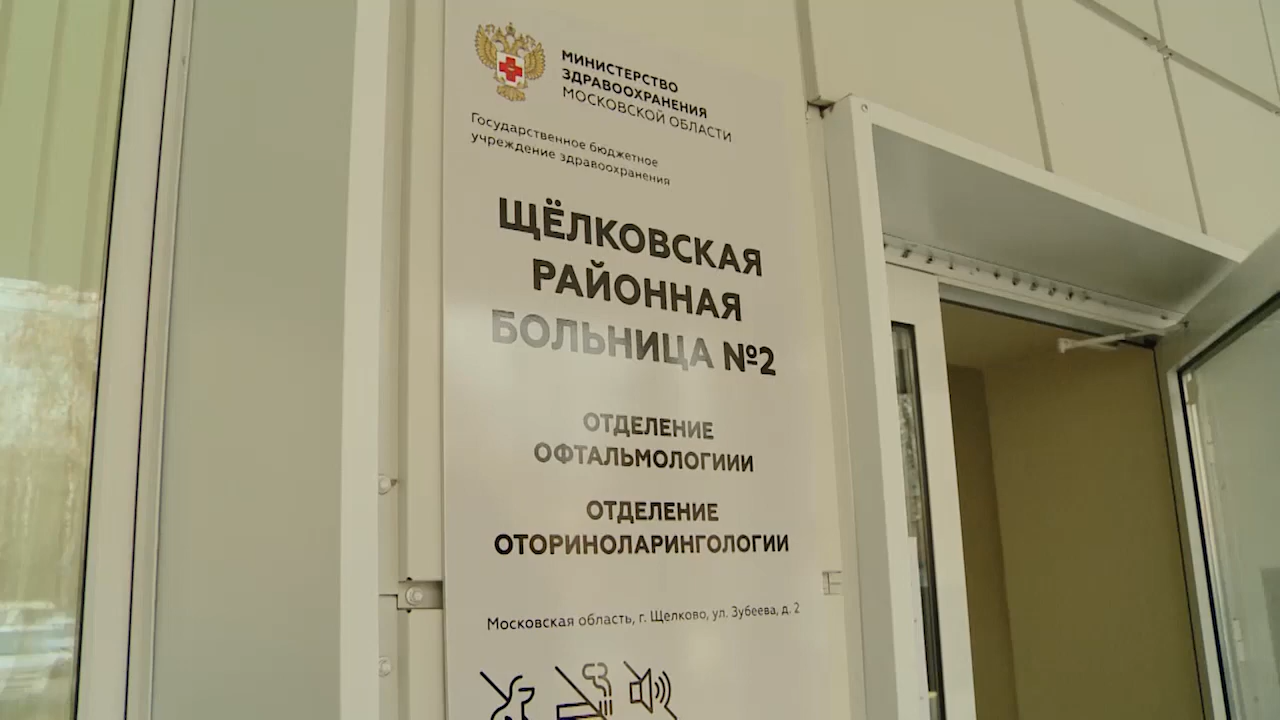 МИНИСТЕРСТВО
ЗДРАВООХРАНЕНИЯ
МОСКОВСКОЙ ОБЛАСТИ
Государственное бюджетное
учреждение здравоохранения
ЩЁЛКОВСКАЯ
РАЙОННАЯ
БОЛЬНИЦА №2
ОТДЕЛЕНИЕ
ОФТАЛЬМОЛОГИИИ
ОТДЕЛЕНИЕ
ОТОРИНОЛАРИНГОЛОГИИ
Московская область, г. Щелково, ул. Зубеева, д. 2